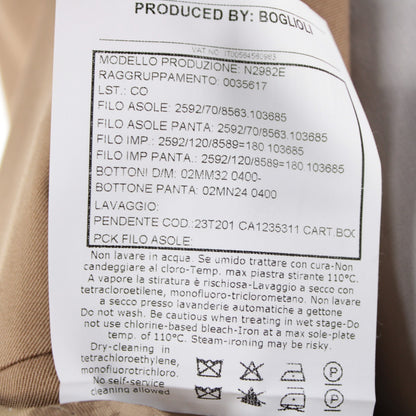 PRODUCED BY: BOGLIOLI
VAT NO
MODELLO PRODUZIONE: N2982E
RAGGRUPPAMENTO: 0035617
LST.: CO
FILO ASOLE: 2592/70/8563.103685
FILO ASOLE PANTA: 2592/70/8563.103685
FILO IMP : 2592/120/8589=180.103685
FILO IMP PANTA.: 2592/120/8589=180.103685
BOTTONI D/M: 02MM32 0400-
BOTTONE PANTA: 02MN24 0400
LAVAGGIO:
PENDENTE COD.:23T201 CA1235311 CART.BOG
PCK FILO ASOLE:
Non lavare in acqua. Se umido trattare con cura-Non
candeggiare al cloro-Temp. max piastra stirante 110°C.
A vapore la stiratura è rischiosa-Lavaggio a secco con
tetracloroetilene, monofluoro-triclorometano. Non lavare
a secco presso lavanderie automatiche a gettone
Do not wash. Be cautious when treating in wet stage-Do
not use chlorine-based bleach-Iron at a max sole-plate
temp. of 110°C. Steam-ironing may be risky.
Dry-cleaning in
tetrachloroethylene,
monofluorotrichloro.
No self-service
cleaning allowed
P
P